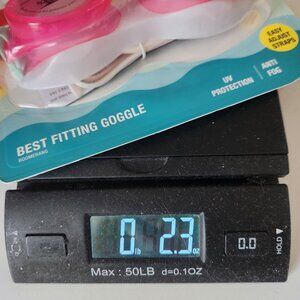 EASY
ADJUST
STRAPS
UV
PROTECTION
ANTI
FOG
BEST FITTING GOGGLE
BOOMERANG
0 lb 2.3 oz
0.0
HOLD
Max : 50LB d=0.1OZ